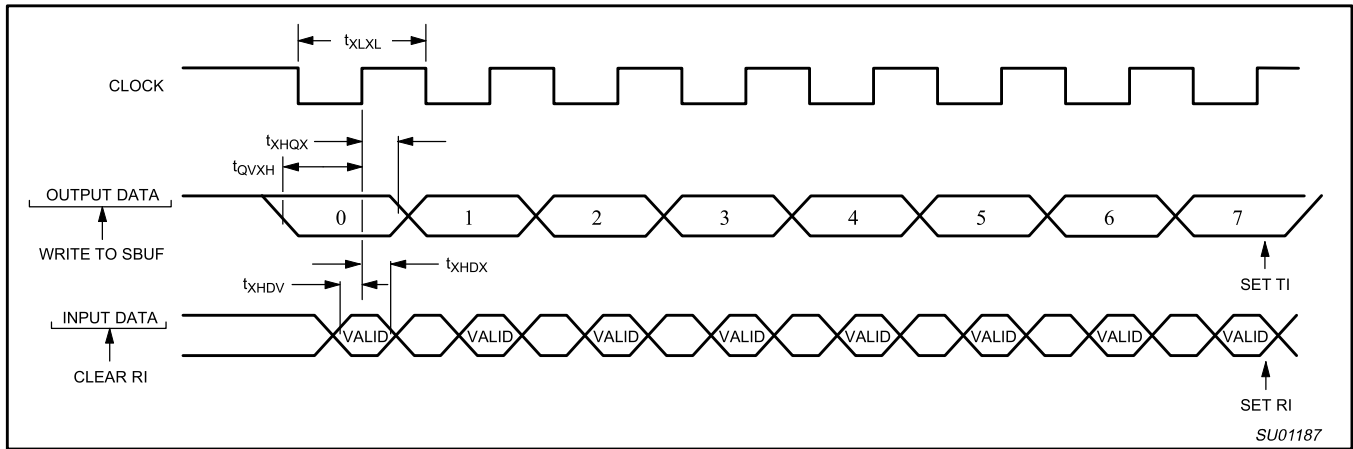 tXLXL
CLOCK
tXHQX
tQVXH
OUTPUT DATA
0 1 2 3 4 5 6 7
WRITE TO SBUF
tXHDX
SET TI
tXHDV
INPUT DATA
VALID VALID VALID VALID VALID VALID VALID VALID
CLEAR RI
SET RI
SU01187